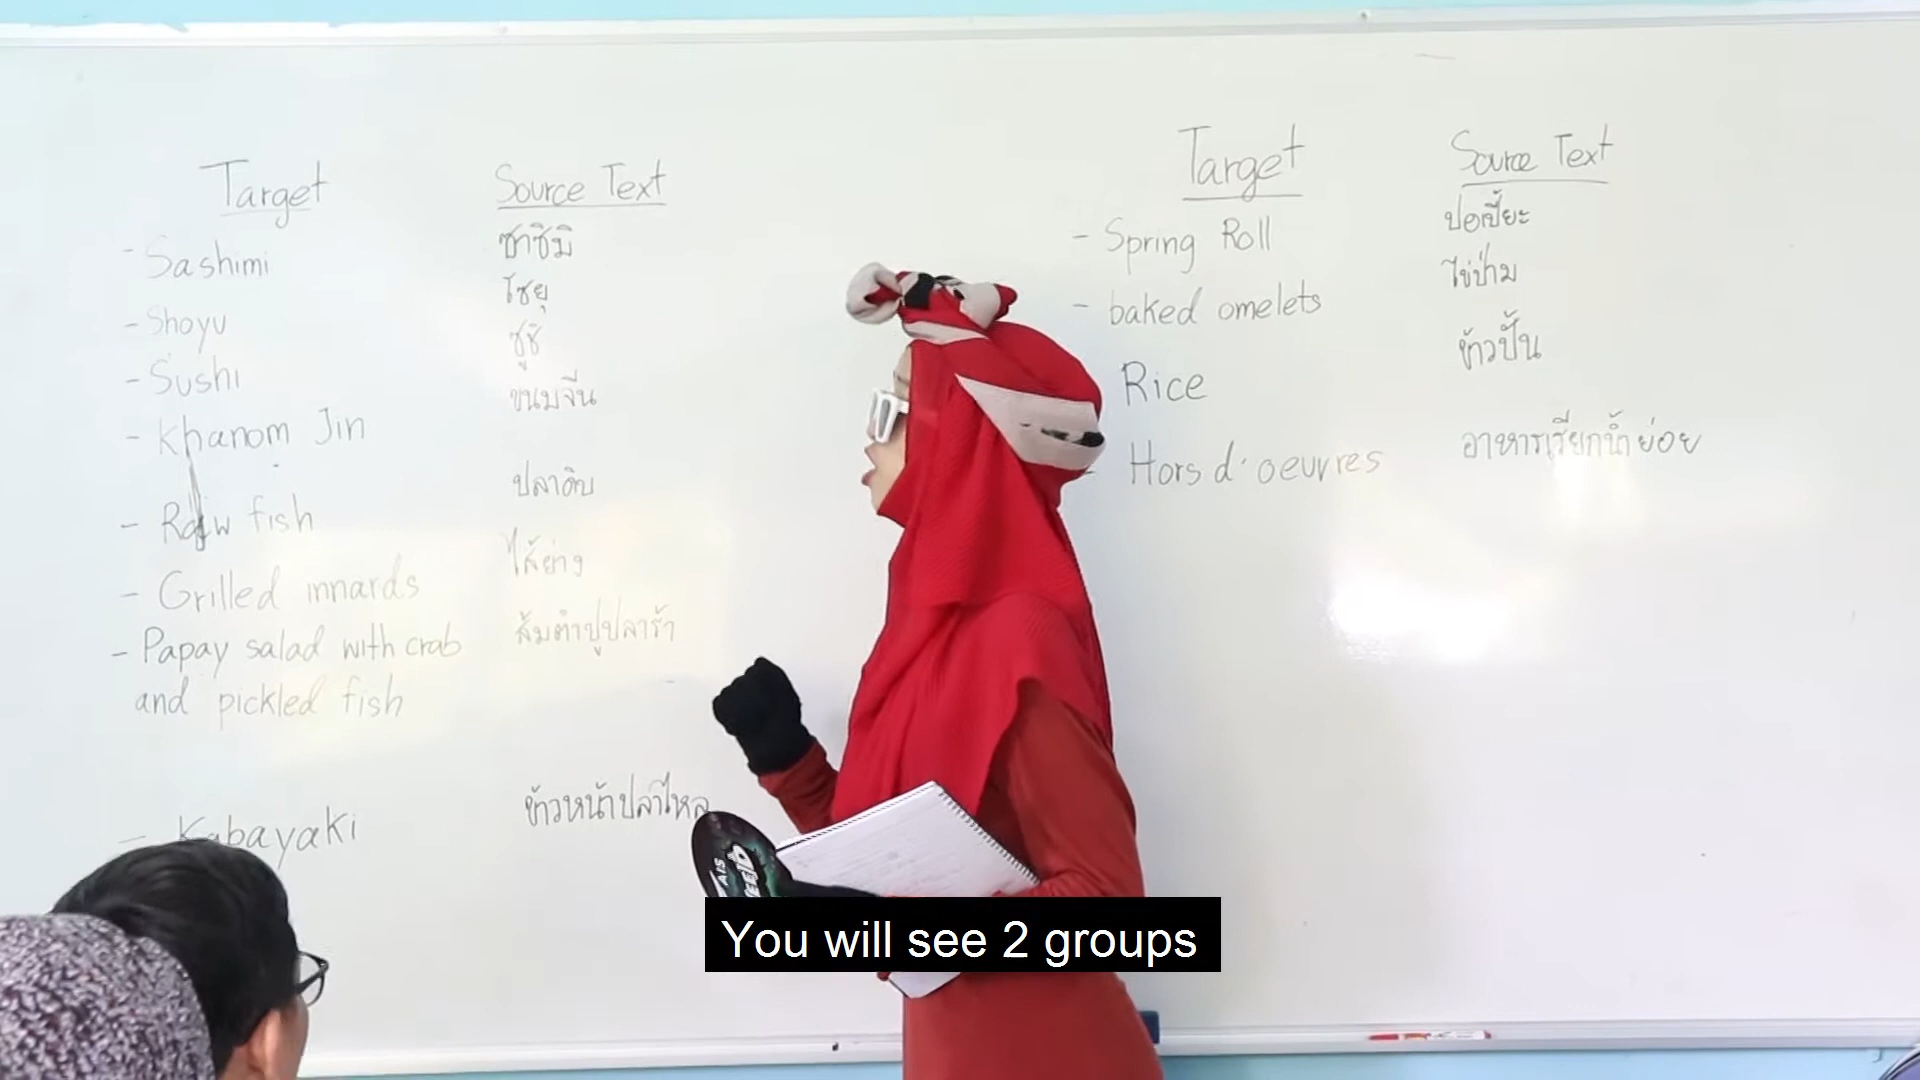 Target
Source Text
- Sashimi
ซาซิมิ
- Shoyu
โชยุ
- Sushi
ซูชิ
- Khanom Jin
ขนมจีน
- Raw fish
ปลาดิบ
- Grilled innards
ไส้ย่าง
- Papay salad with crab
and pickled fish
ส้มตำปูปลาร้า
- Kabayaki
ข้าวหน้าปลาไหล
Target
Source Text
- Spring Roll
ปอเปี๊ยะ
- baked omelets
ไข่ป่าม
Rice
ข้าวปั้น
- Hors d'oeuvres
อาหารเรียกน้ำย่อย
AIS
You will see 2 groups